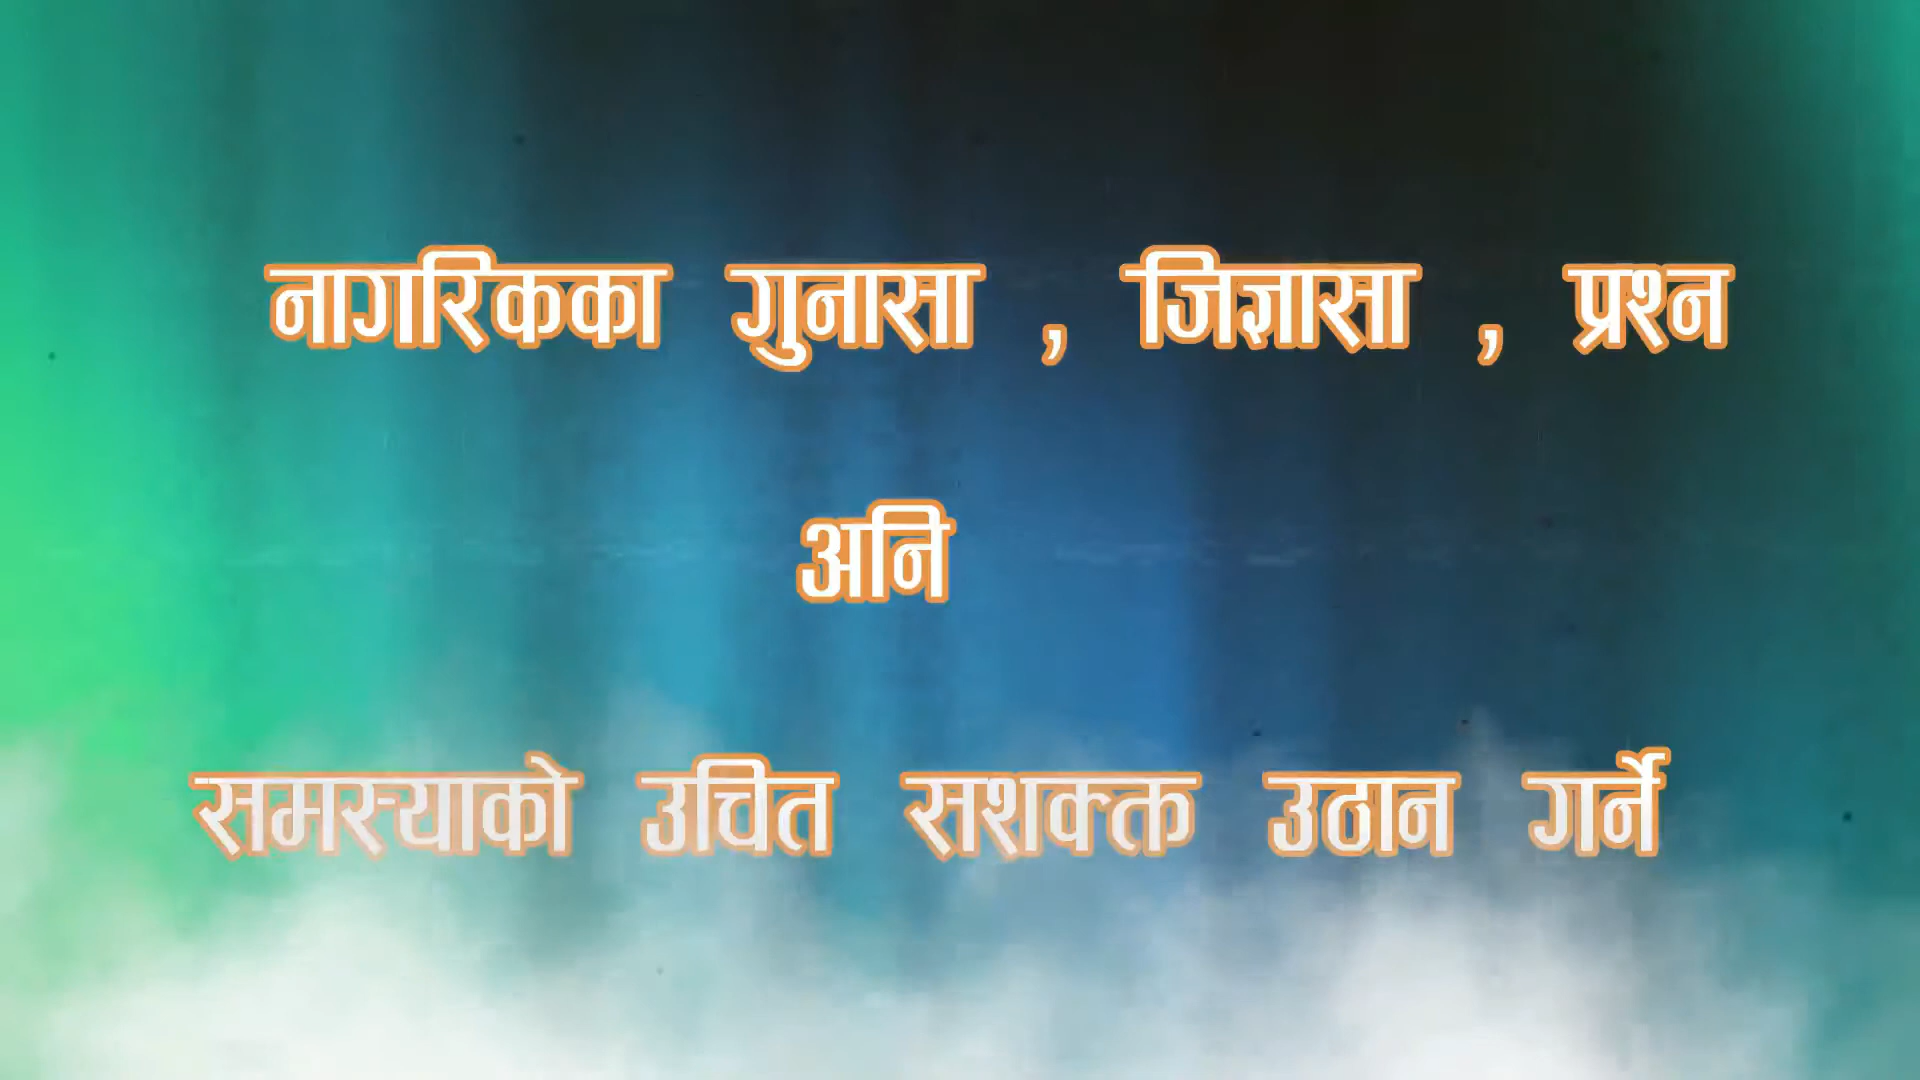 नागरिकका गुनासा , जिज्ञासा , प्रश्न
अनि
समस्याको उचित सशक्त उठान गर्ने